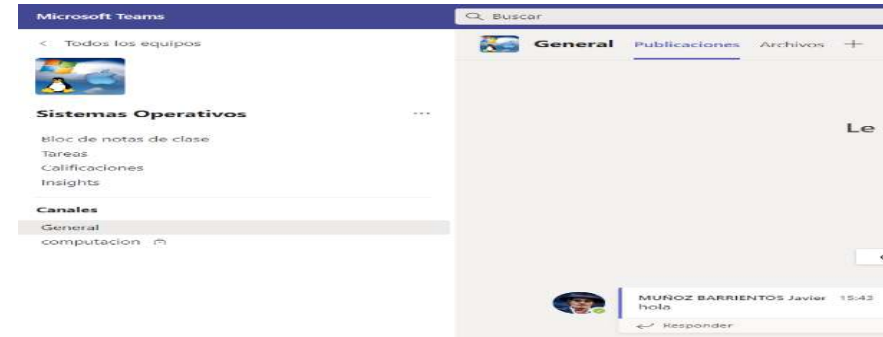 Microsoft Teams
Buscar
< Todos los equipos
Sistemas Operativos ...
Bloc de notas de clase
Tareas
Calificaciones
Insights
Canales
General
computacion
General Publicaciones Archivos +
Le
MUÑOZ BARRIENTOS Javier 15:43
hola
Responder